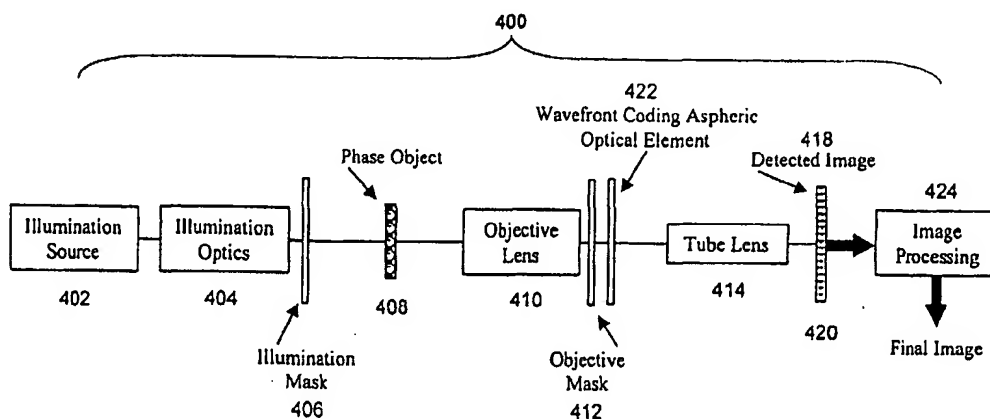 400
422
Wavefront Coding Aspheric
Optical Element
418
Detected Image
Phase Object
424
Illumination
Source
Illumination
Optics
Objective
Lens
Tube Lens
Image
Processing
402
404
408
410
414
420
Illumination
Mask
406
Objective
Mask
412
Final Image